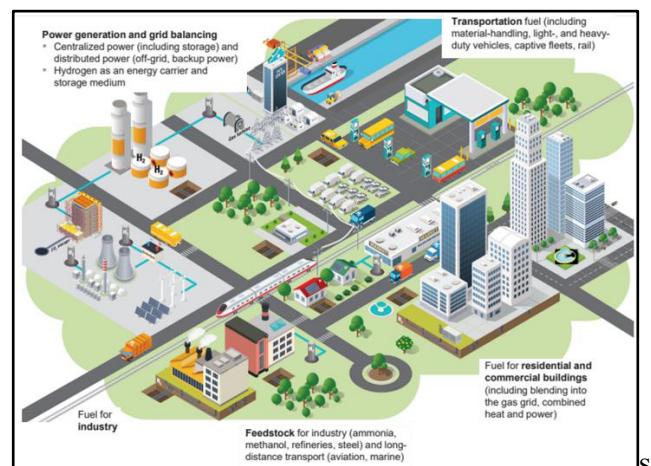 Power generation and grid balancing
• Centralized power (including storage) and
distributed power (off-grid, backup power)
• Hydrogen as an energy carrier and
storage medium
Transportation fuel (including
material-handling, light-, and heavy-
duty vehicles, captive fleets, rail)
Gas turbine
H2
H2
Fuel for residential and
commercial buildings
(including blending into
the gas grid, combined
heat and power)
Fuel for
industry
Feedstock for industry (ammonia,
methanol, refineries, steel) and long-
distance transport (aviation, marine)
S